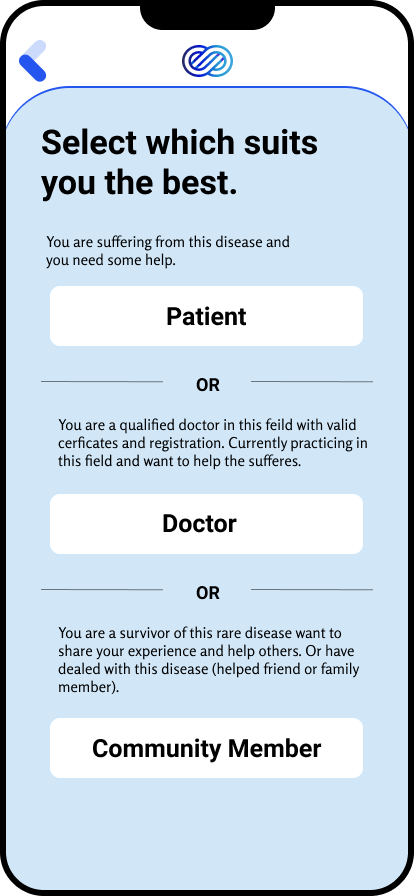 Select which suits
you the best.
You are suffering from this disease and
you need some help.
Patient
OR
You are a qualified doctor in this feild with valid
cerficates and registration. Currently practicing in
this field and want to help the sufferes.
Doctor
OR
You are a survivor of this rare disease want to
share your experience and help others. Or have
dealed with this disease (helped friend or family
member).
Community Member